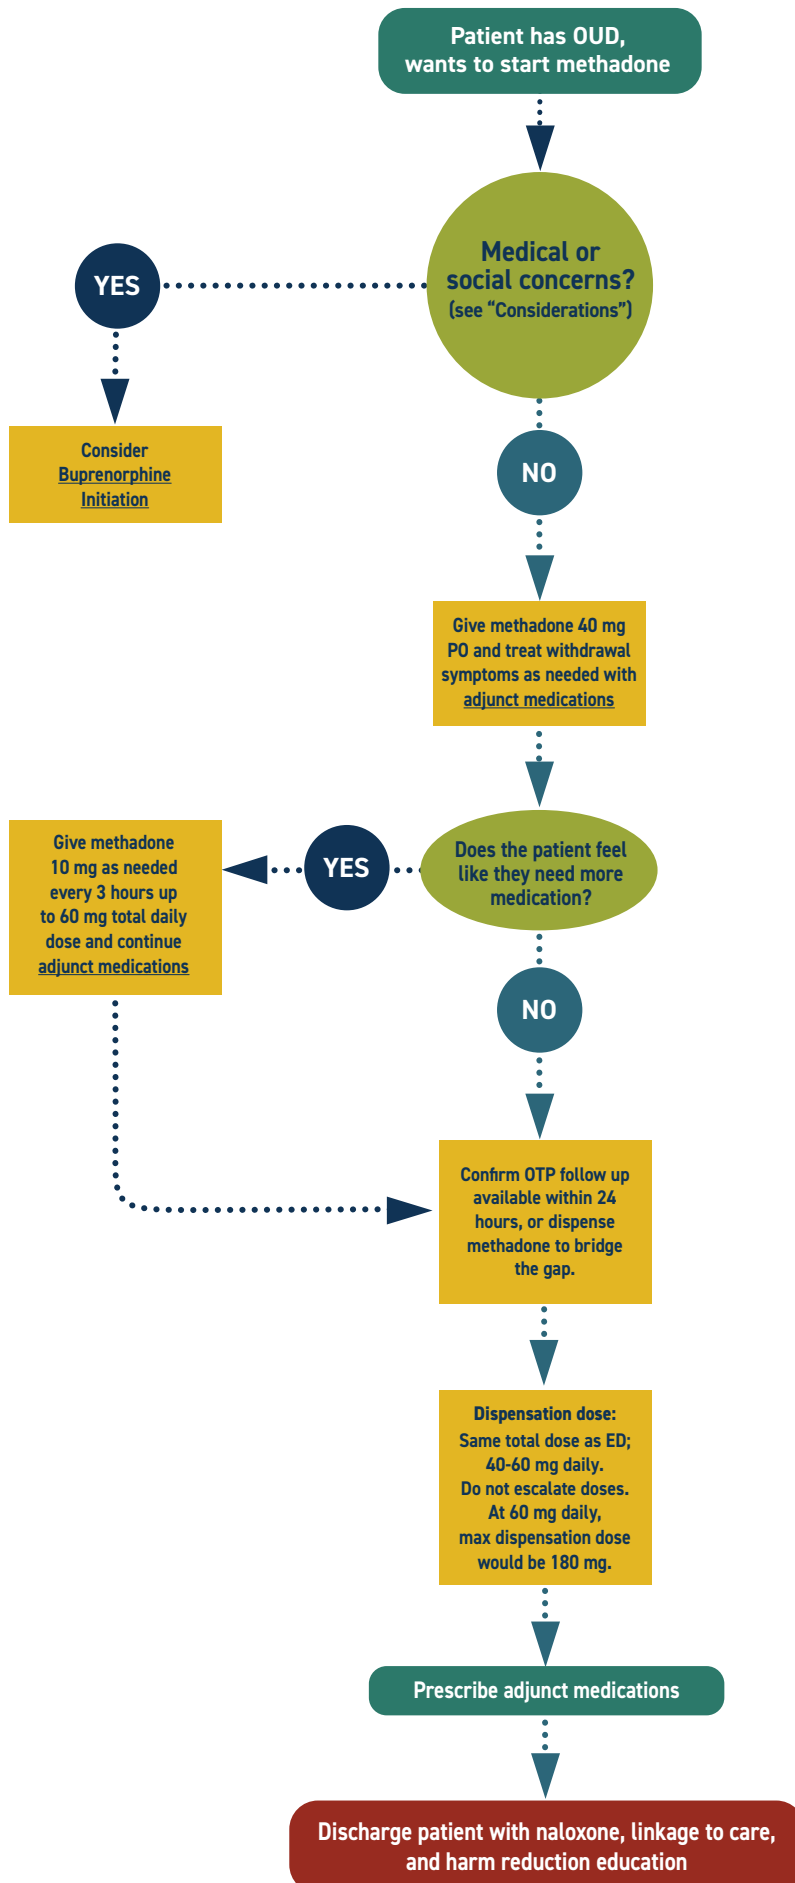 Patient has OUD,
wants to start methadone
Medical or
social concerns?
(see “Considerations”)
YES
Consider
Buprenorphine
Initiation
NO
Give methadone 40 mg
PO and treat withdrawal
symptoms as needed with
adjunct medications
Does the patient feel
like they need more
medication?
YES
Give methadone
10 mg as needed
every 3 hours up
to 60 mg total daily
dose and continue
adjunct medications
NO
Confirm OTP follow up
available within 24
hours, or dispense
methadone to bridge
the gap.
Dispensation dose:
Same total dose as ED;
40-60 mg daily.
Do not escalate doses.
At 60 mg daily,
max dispensation dose
would be 180 mg.
Prescribe adjunct medications
Discharge patient with naloxone, linkage to care,
and harm reduction education